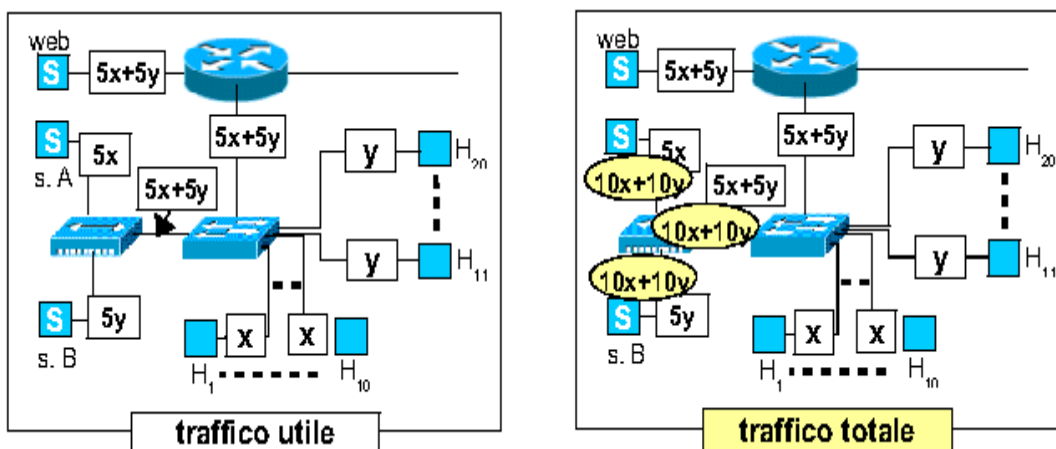 web
S
5x+5y
S
5x
5x+5y
s. A
5x+5y
y
H20
y
H11
S
5y
s. B
x
x
H1
H10
traffico utile
web
S
5x+5y
S
5x
5x+5y
s. A
10x+10y
5x+5y
10x+10y
y
H20
10x+10y
y
H11
S
5y
s. B
x
x
H1
H10
traffico totale